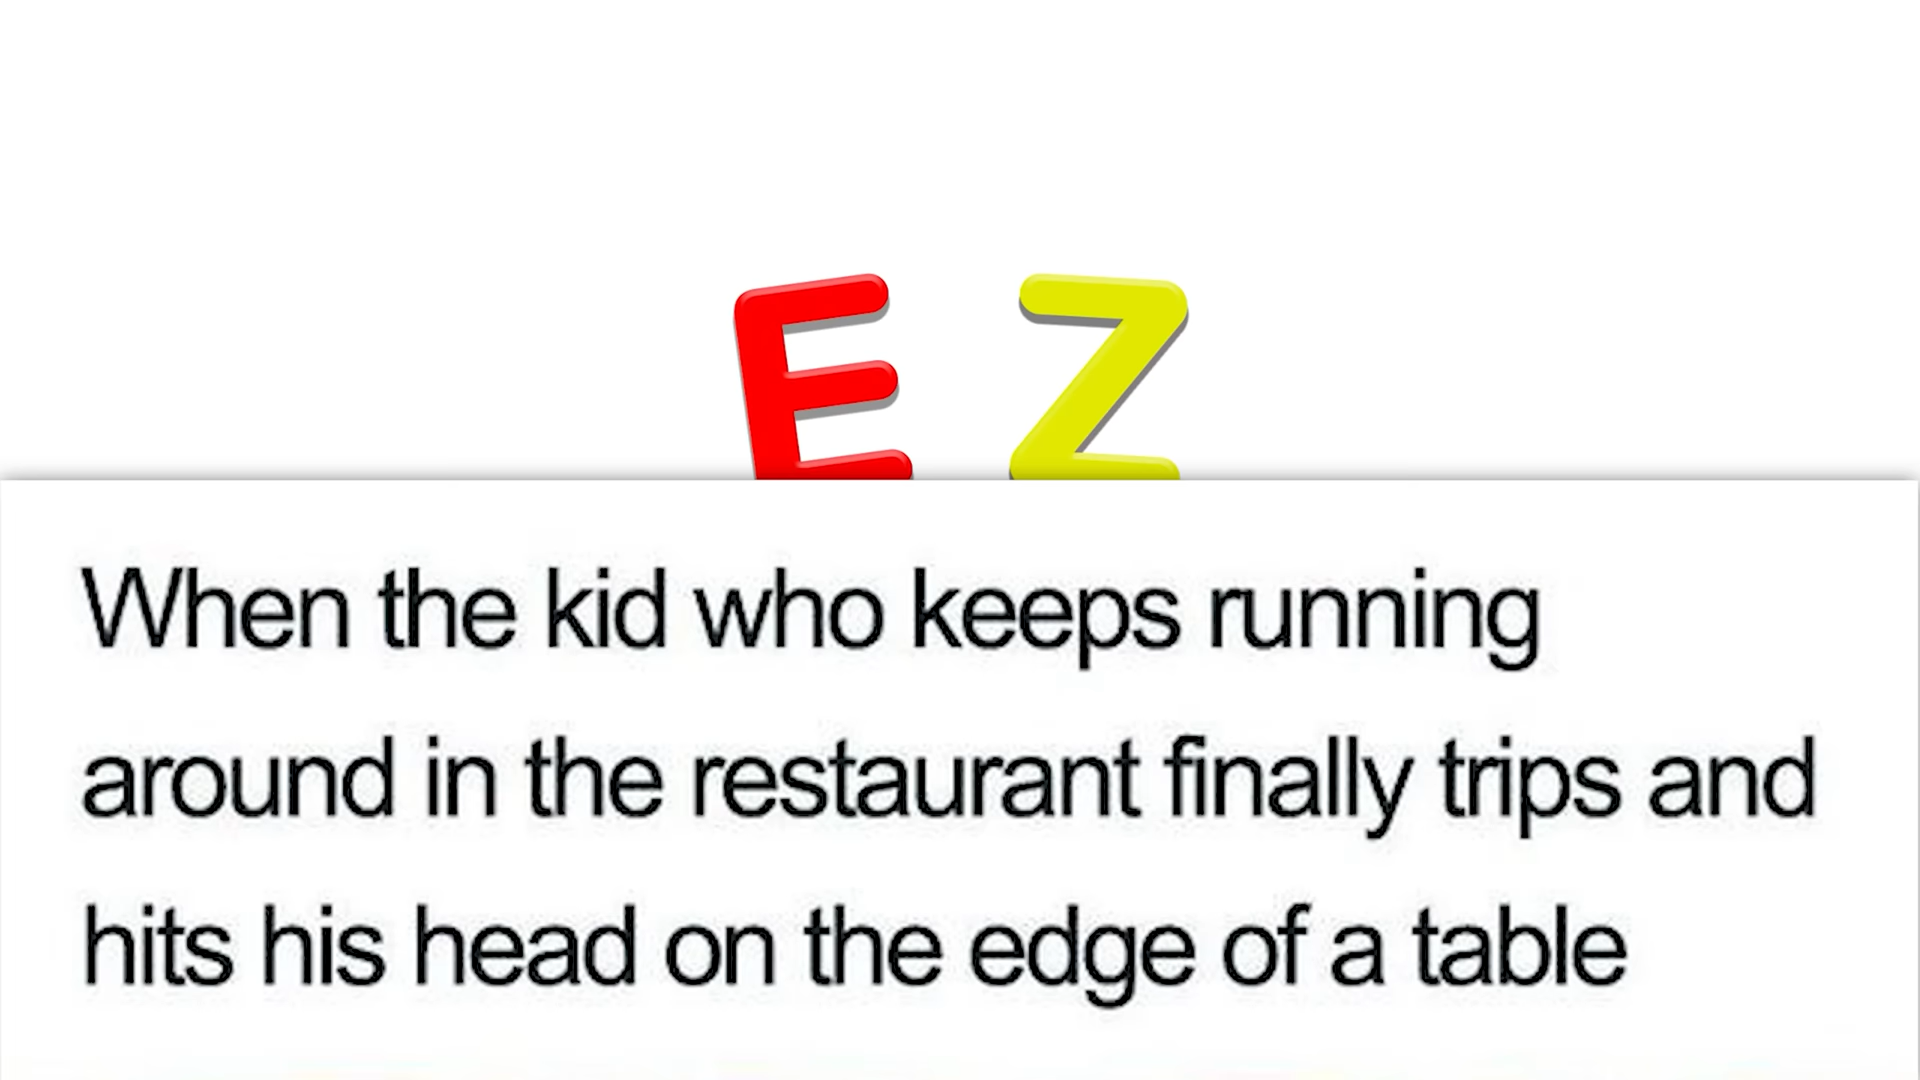 E Z
When the kid who keeps running
around in the restaurant finally trips and
hits his head on the edge of a table